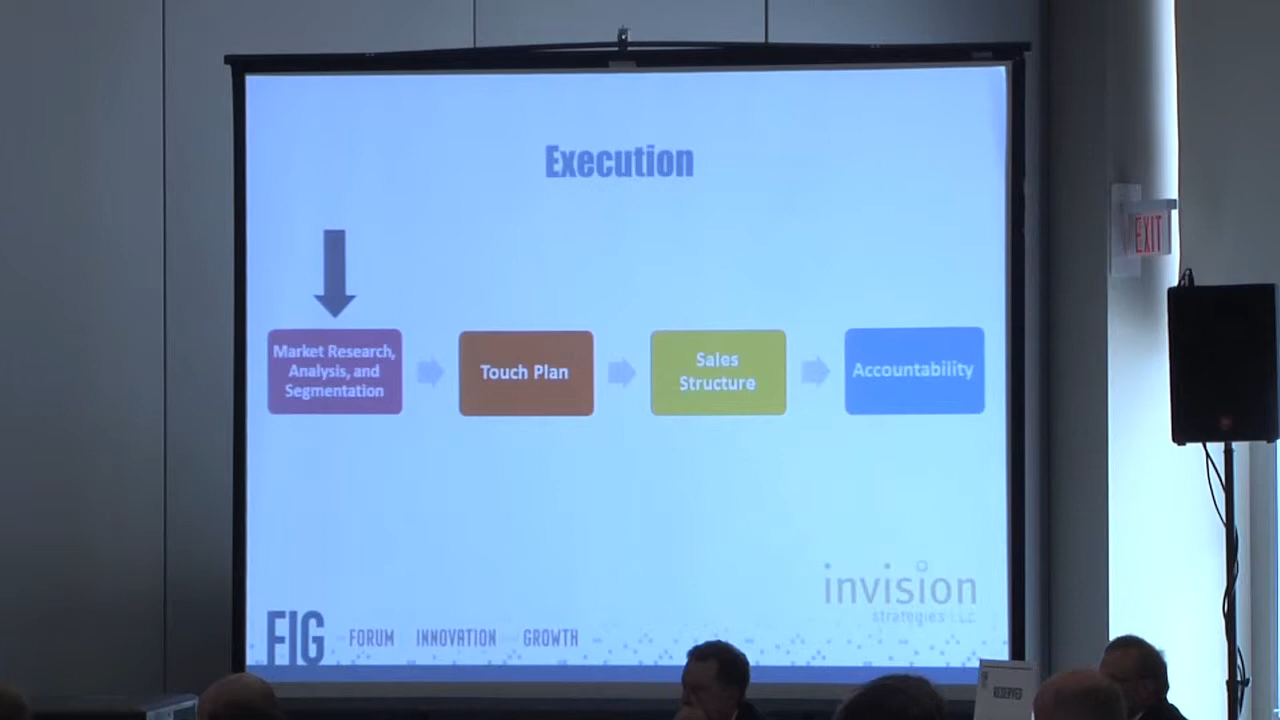 Execution
Market Research,
Analysis, and
Segmentation
Touch Plan
Sales
Structure
Accountability
invision
strategies LLC
FIG FORUM INNOVATION GROWTH
EXIT
RESERVED